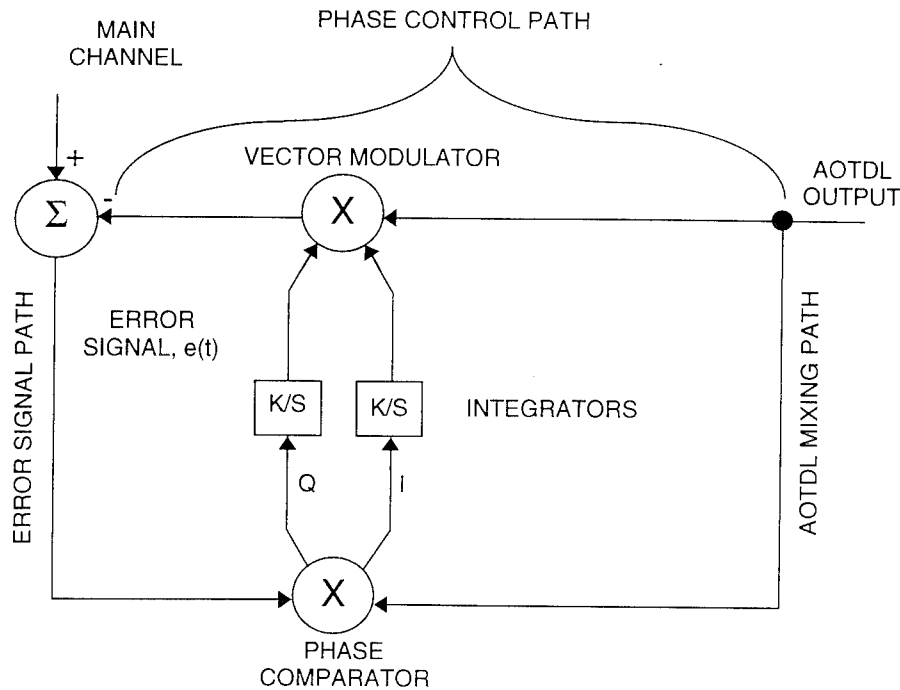 PHASE CONTROL PATH
MAIN
CHANNEL
+
VECTOR MODULATOR
AOTDL
OUTPUT
-
Σ
X
ERROR SIGNAL PATH
ERROR
SIGNAL, e(t)
AOTDL MIXING PATH
K/S
K/S
INTEGRATORS
Q
i
X
PHASE
COMPARATOR